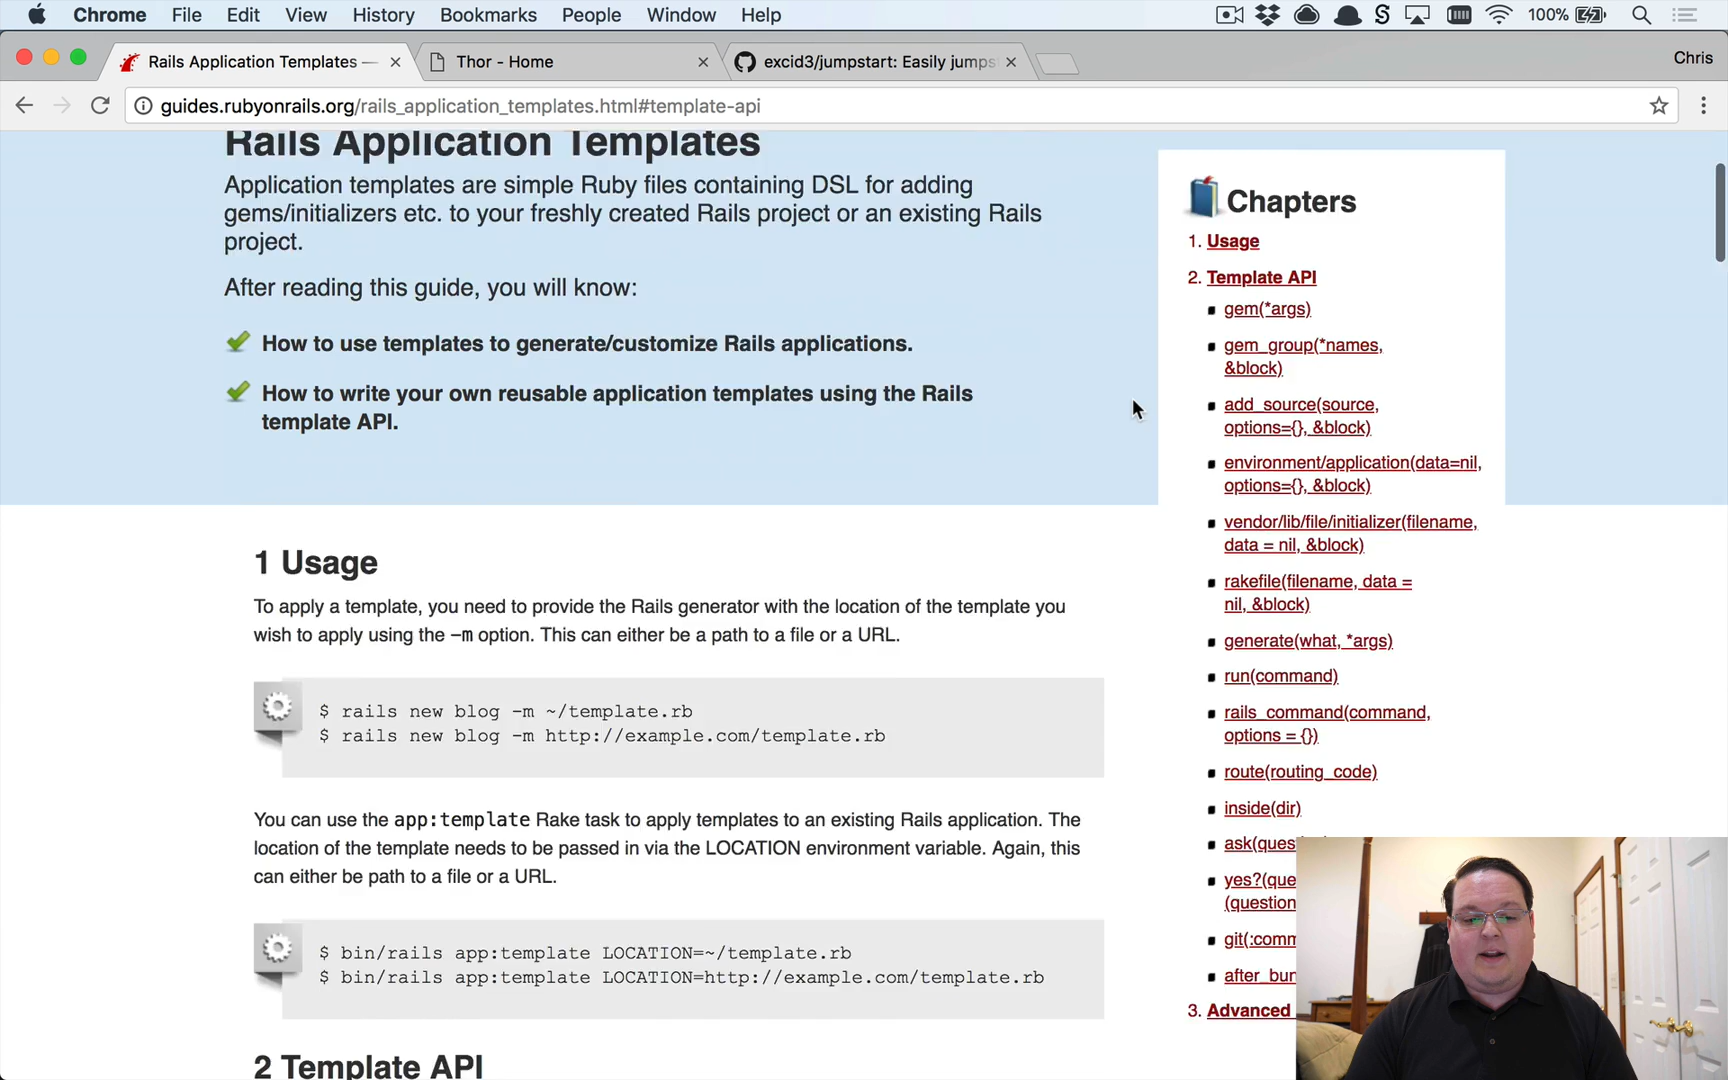 Chrome File Edit View History Bookmarks People Window Help 100%
Rails Application Templates — Thor - Home excid3/jumpstart: Easily jumps Chris
guides.rubyonrails.org/rails_application_templates.html#template-api
Rails Application Templates
Application templates are simple Ruby files containing DSL for adding
gems/initializers etc. to your freshly created Rails project or an existing Rails
project.
After reading this guide, you will know:
How to use templates to generate/customize Rails applications.
How to write your own reusable application templates using the Rails
template API.
Chapters
1. Usage
2. Template API
gem(*args)
gem_group(*names,
&block)
add_source(source,
options={}, &block)
environment/application(data=nil,
options={}, &block)
vendor/lib/file/initializer(filename,
data = nil, &block)
rakefile(filename, data =
nil, &block)
generate(what, *args)
run(command)
rails_command(command,
options = {})
route(routing_code)
inside(dir)
ask(ques
yes?(que
(question
git(:comm
after_bun
3. Advanced
1 Usage
To apply a template, you need to provide the Rails generator with the location of the template you
wish to apply using the -m option. This can either be a path to a file or a URL.
$ rails new blog -m ~/template.rb
$ rails new blog -m http://example.com/template.rb
You can use the app:template Rake task to apply templates to an existing Rails application. The
location of the template needs to be passed in via the LOCATION environment variable. Again, this
can either be path to a file or a URL.
$ bin/rails app:template LOCATION=~/template.rb
$ bin/rails app:template LOCATION=http://example.com/template.rb
2 Template API